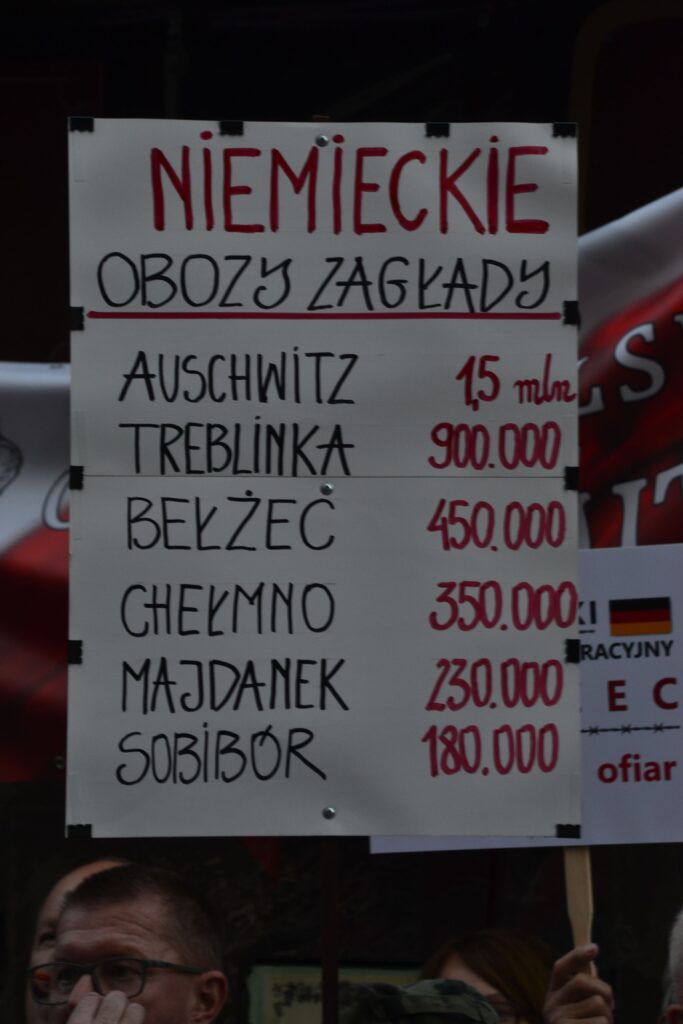 NIEMIECKIE
OBOZY ZAGŁADY
AUSCHWITZ 1,5 mln
TREBLINKA 900.000
BEŁŻEC 450.000
CHEŁMNO 350.000
MAJDANEK 230.000
SOBIBÓR 180.000
ofiar